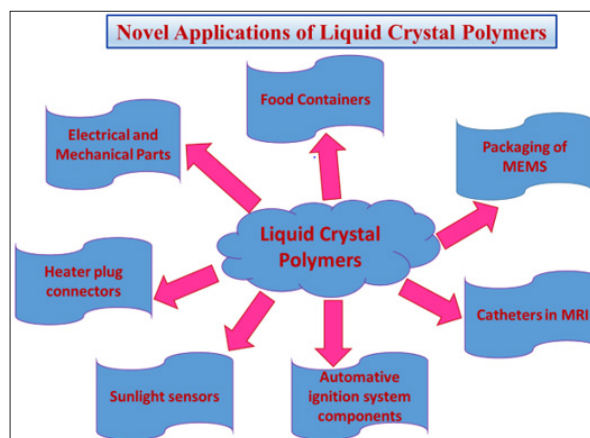 Novel Applications of Liquid Crystal Polymers
Food Containers
Electrical and
Mechanical Parts
Packaging of
MEMS
Liquid Crystal
Polymers
Heater plug
connectors
Catheters in MRI
Sunlight sensors
Automative
ignition system
components